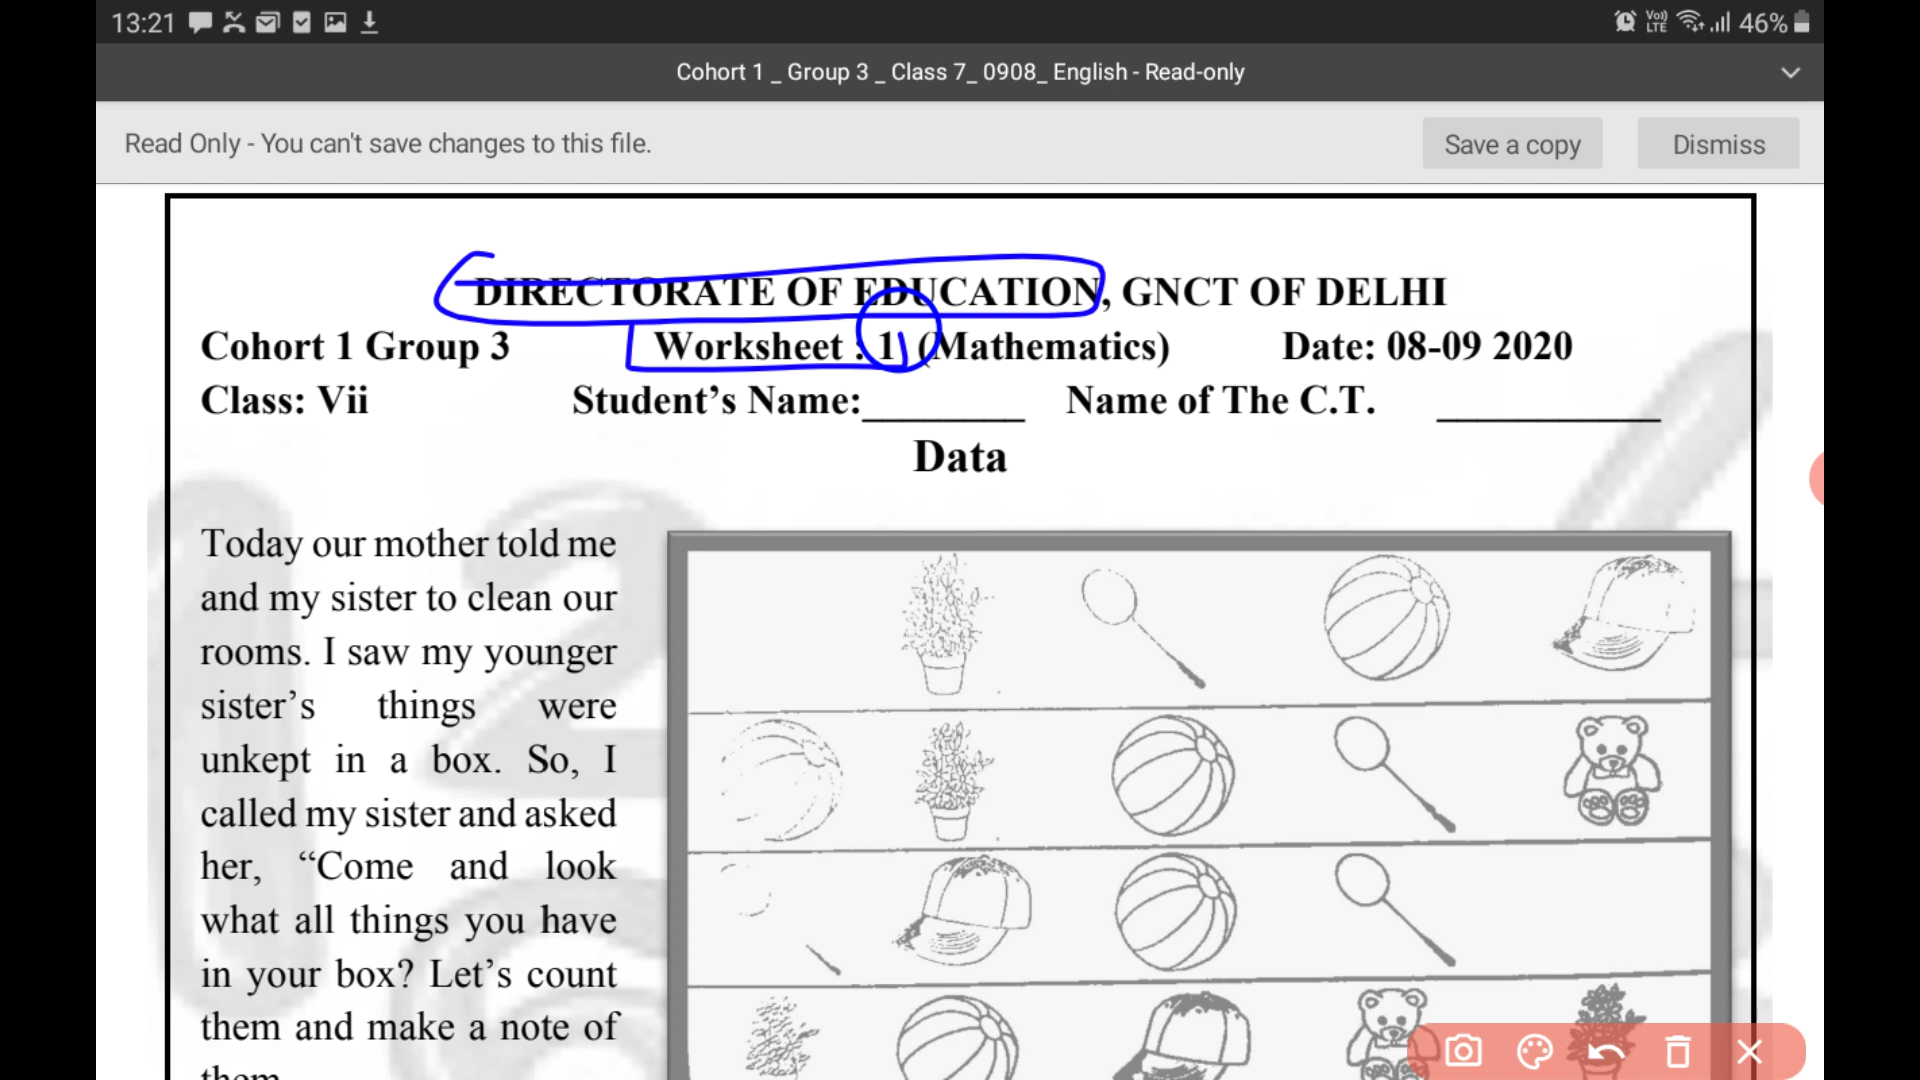 13:21
Vo)) LTE
46%
Cohort 1 _ Group 3 _ Class 7_ 0908_ English - Read-only
Read Only - You can't save changes to this file.
Save a copy
Dismiss
DIRECTORATE OF EDUCATION, GNCT OF DELHI
Cohort 1 Group 3 Worksheet : 1 (Mathematics) Date: 08-09 2020
Class: Vii Student’s Name:________ Name of The C.T. ___________
Data
Today our mother told me
and my sister to clean our
rooms. I saw my younger
sister’s things were
unkept in a box. So, I
called my sister and asked
her, “Come and look
what all things you have
in your box? Let’s count
them and make a note of
them